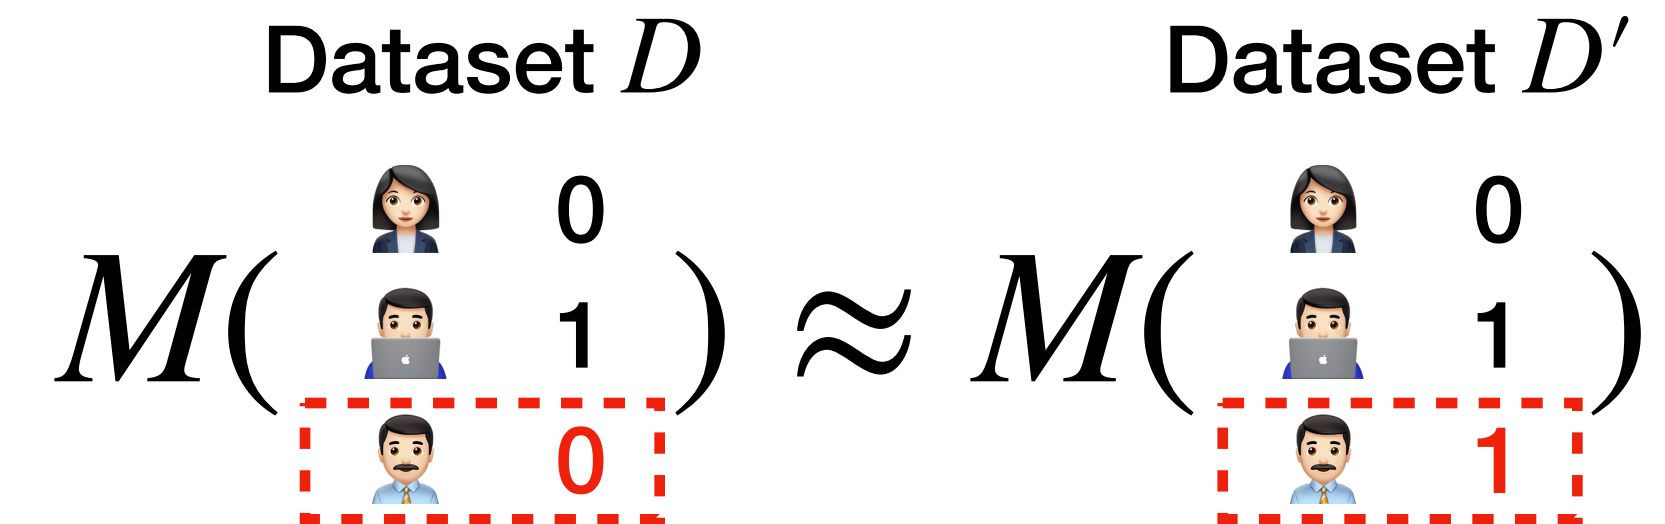 Dataset D Dataset D′
0 0
M( 1 ) ≈ M( 1 )
0 1